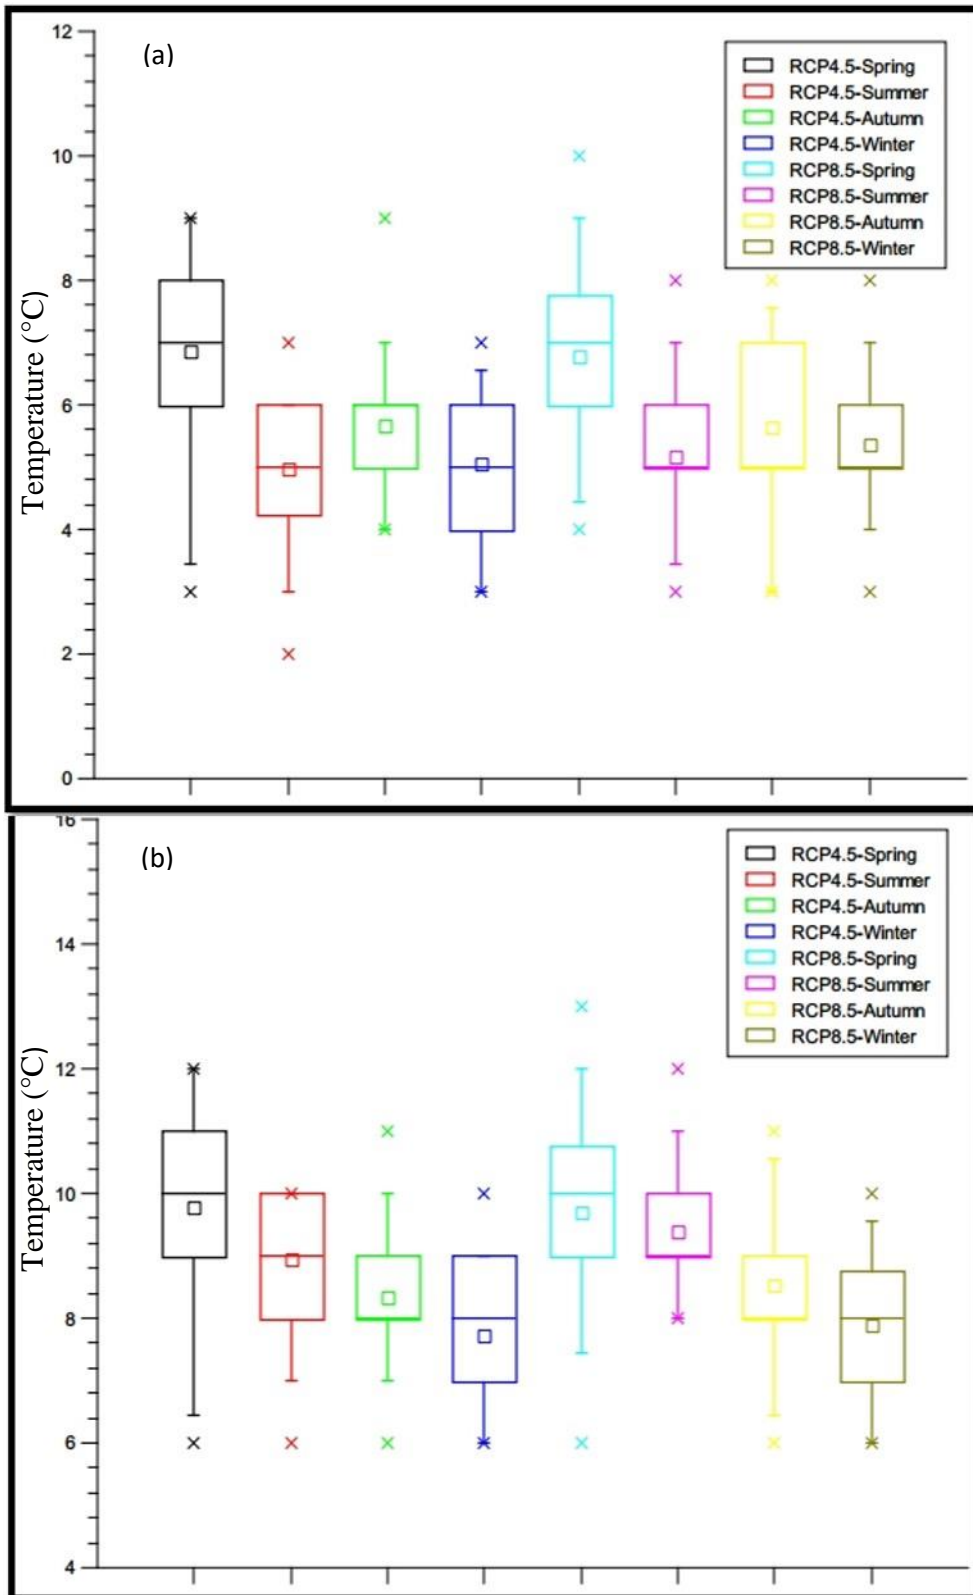 12
(a)
RCP4.5-Spring
RCP4.5-Summer
RCP4.5-Autumn
RCP4.5-Winter
RCP8.5-Spring
RCP8.5-Summer
RCP8.5-Autumn
RCP8.5-Winter
10
8
Temperature (°C)
6
4
2
0
16
(b)
RCP4.5-Spring
RCP4.5-Summer
RCP4.5-Autumn
RCP4.5-Winter
RCP8.5-Spring
RCP8.5-Summer
RCP8.5-Autumn
RCP8.5-Winter
14
12
Temperature (°C)
10
8
6
4